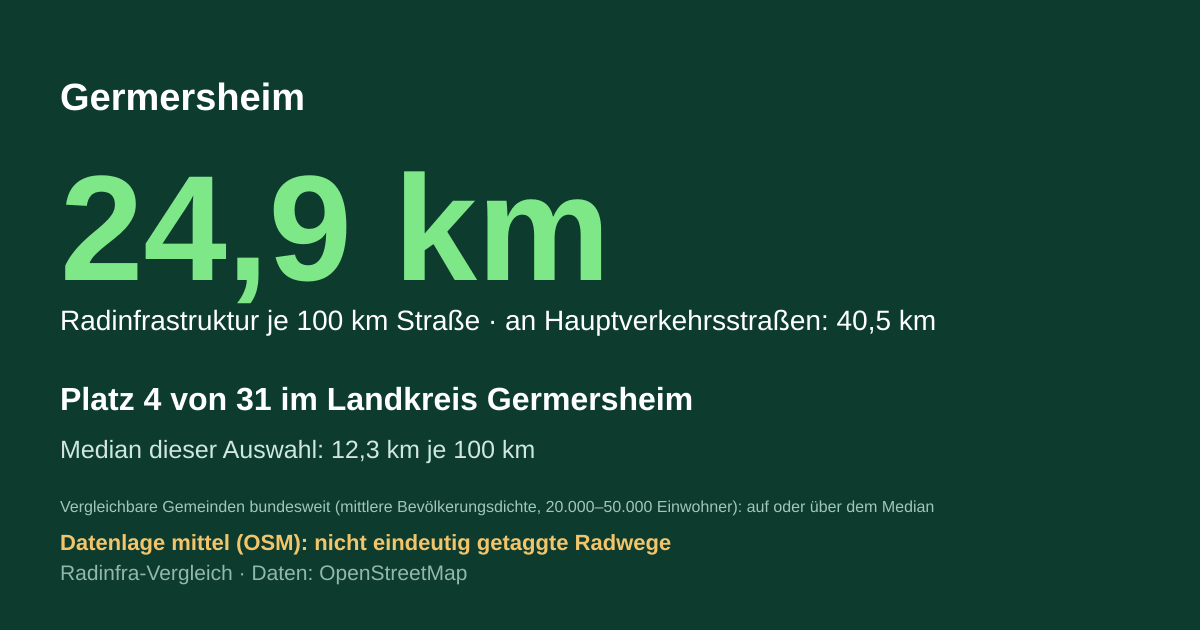 Germersheim
24,9 km
Radinfrastruktur je 100 km Straße · an Hauptverkehrsstraßen: 40,5 km
Platz 4 von 31 im Landkreis Germersheim
Median dieser Auswahl: 12,3 km je 100 km
Vergleichbare Gemeinden bundesweit (mittlere Bevölkerungsdichte, 20.000–50.000 Einwohner): auf oder über dem Median
Datenlage mittel (OSM): nicht eindeutig getaggte Radwege
Radinfra-Vergleich · Daten: OpenStreetMap